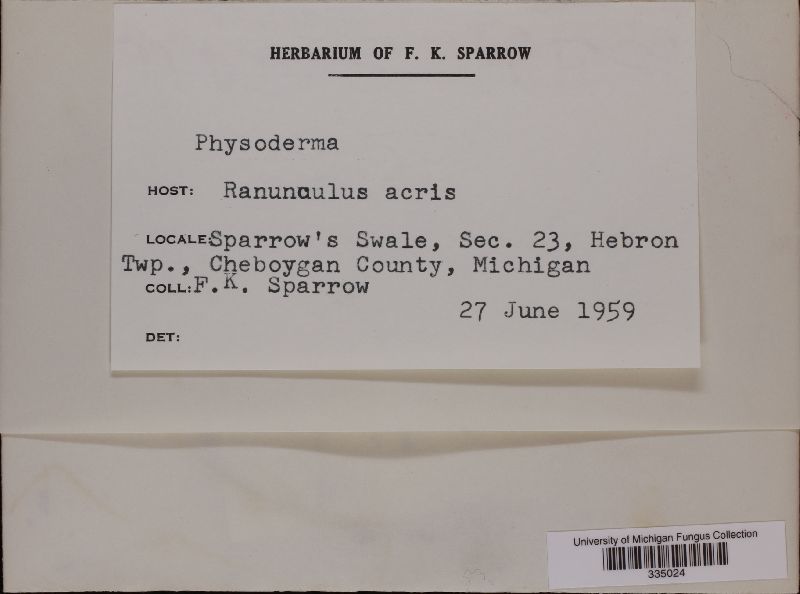 HERBARIUM OF F. K. SPARROW
Physoderma
HOST: Ranunaulus acris
LOCALE: Sparrow's Swale, Sec. 23, Hebron
Twp., Cheboygan County, Michigan
COLL: F.K. Sparrow
27 June 1959
DET:
University of Michigan Fungus Collection
335024